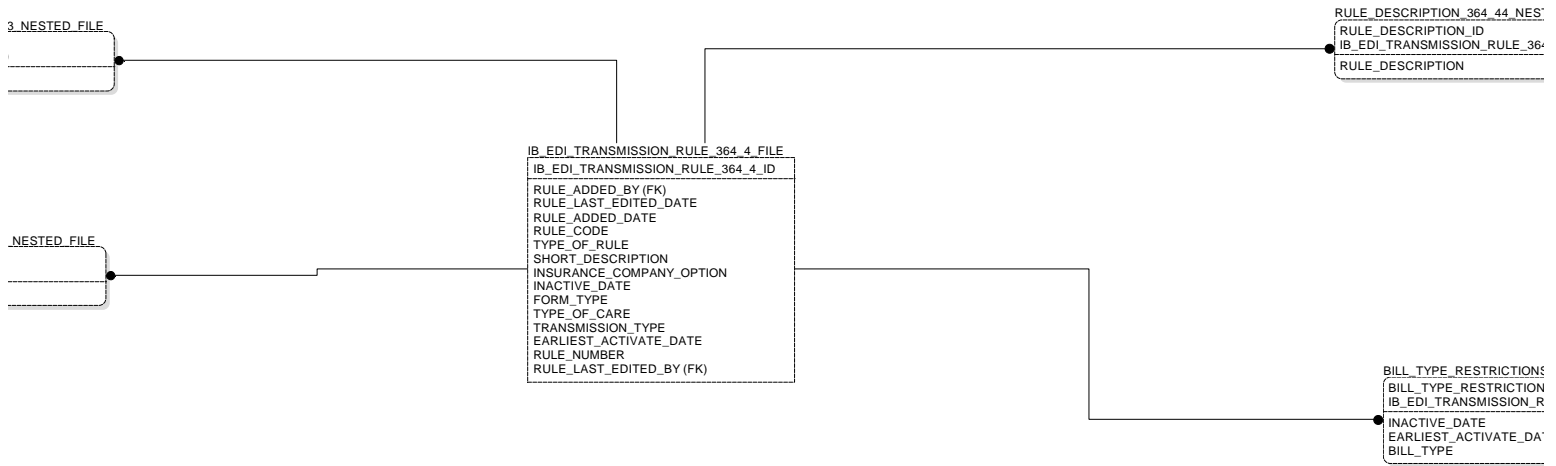 3_NESTED_FILE
_NESTED_FILE
IB_EDI_TRANSMISSION_RULE_364_4_FILE
IB_EDI_TRANSMISSION_RULE_364_4_ID
RULE_ADDED_BY (FK)
RULE_LAST_EDITED_DATE
RULE_ADDED_DATE
RULE_CODE
TYPE_OF_RULE
SHORT_DESCRIPTION
INSURANCE_COMPANY_OPTION
INACTIVE_DATE
FORM_TYPE
TYPE_OF_CARE
TRANSMISSION_TYPE
EARLIEST_ACTIVATE_DATE
RULE_NUMBER
RULE_LAST_EDITED_BY (FK)
RULE_DESCRIPTION_364_44_NEST
RULE_DESCRIPTION_ID
IB_EDI_TRANSMISSION_RULE_364
RULE_DESCRIPTION
BILL_TYPE_RESTRICTIONS
BILL_TYPE_RESTRICTION
IB_EDI_TRANSMISSION_R
INACTIVE_DATE
EARLIEST_ACTIVATE_DAT
BILL_TYPE